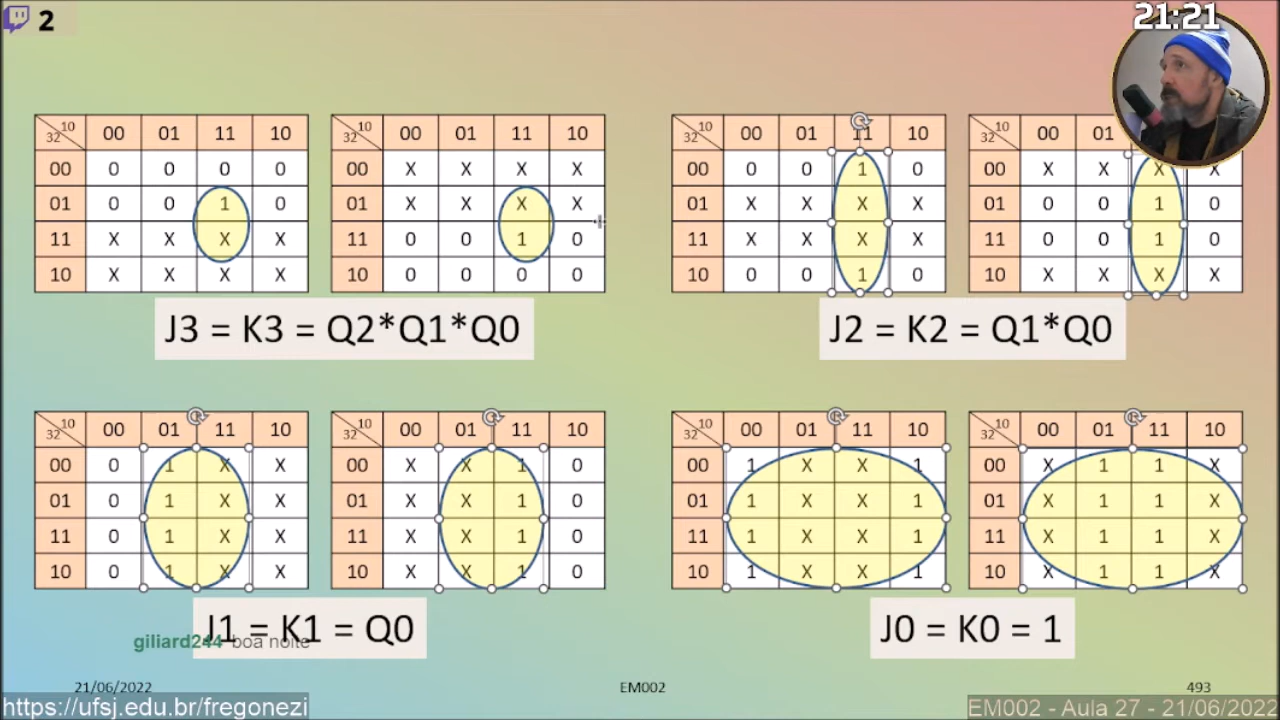 2
21:21
10 00 01 11 10 10 00 01 11 10 10 00 01 11 10 10 00 01
32 32 32 32
00 0 0 0 0 00 X X X X 00 0 0 1 0 00 X X X X
01 0 0 1 0 01 X X X X 01 X X X X 01 0 0 1 0
11 X X X X 11 0 0 1 0 11 X X X X 11 0 0 1 0
10 X X X X 10 0 0 0 0 10 0 0 1 0 10 X X X X
J3 = K3 = Q2*Q1*Q0 J2 = K2 = Q1*Q0
10 00 01 11 10 10 00 01 11 10 10 00 01 11 10 10 00 01 11 10
32 32 32 32
00 0 1 X X 00 X X 1 0 00 1 X X 1 00 X 1 1 X
01 0 1 X X 01 X X 1 0 01 1 X X 1 01 X 1 1 X
11 0 1 X X 11 X X 1 0 11 1 X X 1 11 X 1 1 X
10 0 1 X X 10 X X 1 0 10 1 X X 1 10 X 1 1 X
J1 = K1 = Q0 J0 = K0 = 1
giliard244 boa noite
21/06/2022 EM002 493
https://ufsj.edu.br/fregonezi EM002 - Aula 27 - 21/06/2022